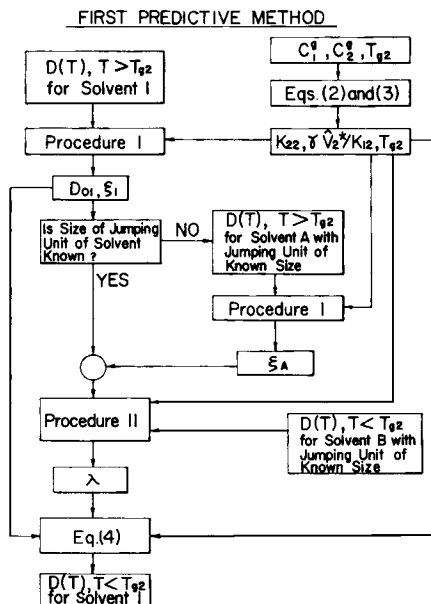 FIRST PREDICTIVE METHOD
D(T), T>Tg2
for Solvent I
C₁ᵍ, C₂ᵍ, Tg2
Eqs. (2) and (3)
Procedure I
K22, γ V̂2*/K12, Tg2
D01, ξ1
Is Size of Jumping
Unit of Solvent
Known ?
NO
YES
D(T), T>Tg2
for Solvent A with
Jumping Unit of
Known Size
Procedure I
ξA
Procedure II
D(T), T<Tg2
for Solvent B with
Jumping Unit of
Known Size
λ
Eq.(4)
D(T), T<Tg2
for Solvent I